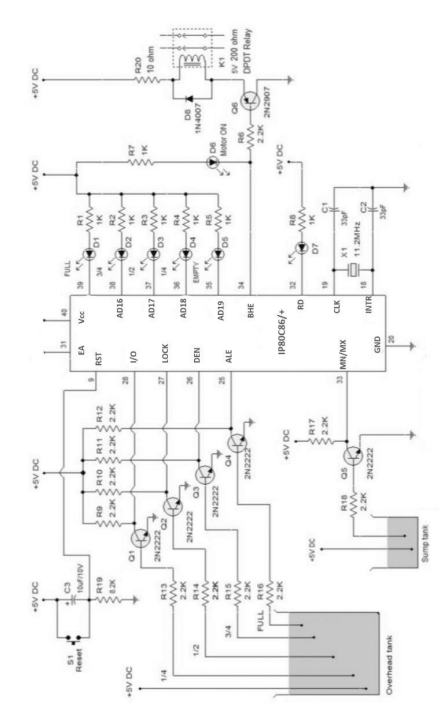 +5V DC
S1
Reset
+5V DC
C3
10uF/10V
R19
8.2K
+5V DC
R9
2.2K
R10
2.2K
R11
2.2K
R12
2.2K
Q1
2N2222
Q2
2N2222
Q3
2N2222
Q4
2N2222
R13
2.2K
R14
2.2K
R15
2.2K
R16
2.2K
+5V DC
1/4
1/2
3/4
FULL
Overhead tank
+5V DC
R17
2.2K
Q5
2N2222
R18
2.2K
+5V DC
Sump tank
9
28
27
26
25
33
31
40
20
EA
Vcc
RST
I/O
LOCK
DEN
ALE
MN/MX
GND
IP80C86/+
AD16
AD17
AD18
AD19
BHE
RD
CLK
INTR
39
38
37
36
35
34
32
19
18
FULL
3/4
1/2
1/4
EMPTY
+5V DC
R1
1K
D1
R2
1K
D2
R3
1K
D3
R4
1K
D4
R5
1K
D5
R7
1K
D6
Motor ON
+5V DC
R20
10 ohm
D8
1N4007
K1
5V 200 ohm
DPDT Relay
Q6
2N2907
R6
2.2K
+5V DC
R8
1K
D7
C1
33pF
C2
33pF
X1
11.2MHz